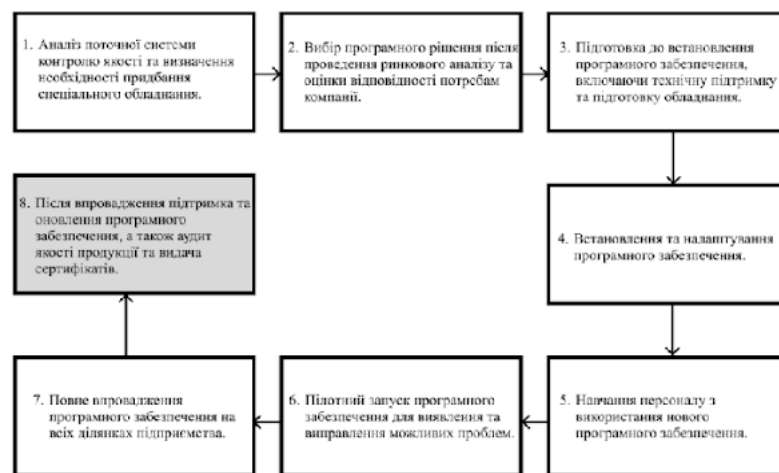 1. Аналіз поточної системи
контролю якості та визначення
необхідності придбання
спеціального обладнання.
2. Вибір програмного рішення після
проведення ринкового аналізу та
оцінки відповідності потребам
компанії.
3. Підготовка до встановлення
програмного забезпечення,
включаючи технічну підтримку
та підготовку обладнання.
4. Встановлення та налаштування
програмного забезпечення.
5. Навчання персоналу з
використання нового
програмного забезпечення.
6. Пілотний запуск програмного
забезпечення для виявлення та
виправлення можливих проблем.
7. Повне впровадження
програмного забезпечення на
всіх ділянках підприємства.
8. Після впровадження підтримка та
оновлення програмного
забезпечення, а також аудит
якості продукції та видача
сертифікатів.